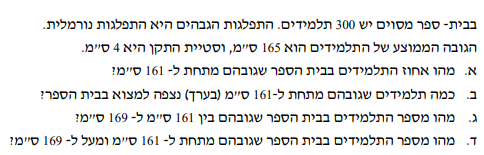 בבית- ספר מסוים יש 300 תלמידים. התפלגות הגבהים היא התפלגות נורמלית.
הגובה הממוצע של התלמידים הוא 165 ס"מ, וסטיית התקן היא 4 ס"מ.
א. מהו אחוז התלמידים בבית הספר שגובהם מתחת ל- 161 ס"מ?
ב. כמה תלמידים שגובהם מתחת ל-161 ס"מ (בערך) נצפה למצוא בבית הספר?
ג. מהו מספר התלמידים בבית הספר שגובהם בין 161 ס"מ ל- 169 ס"מ?
ד. מהו מספר התלמידים בבית הספר שגובהם מתחת ל- 161 ס"מ ומעל ל- 169 ס"מ?